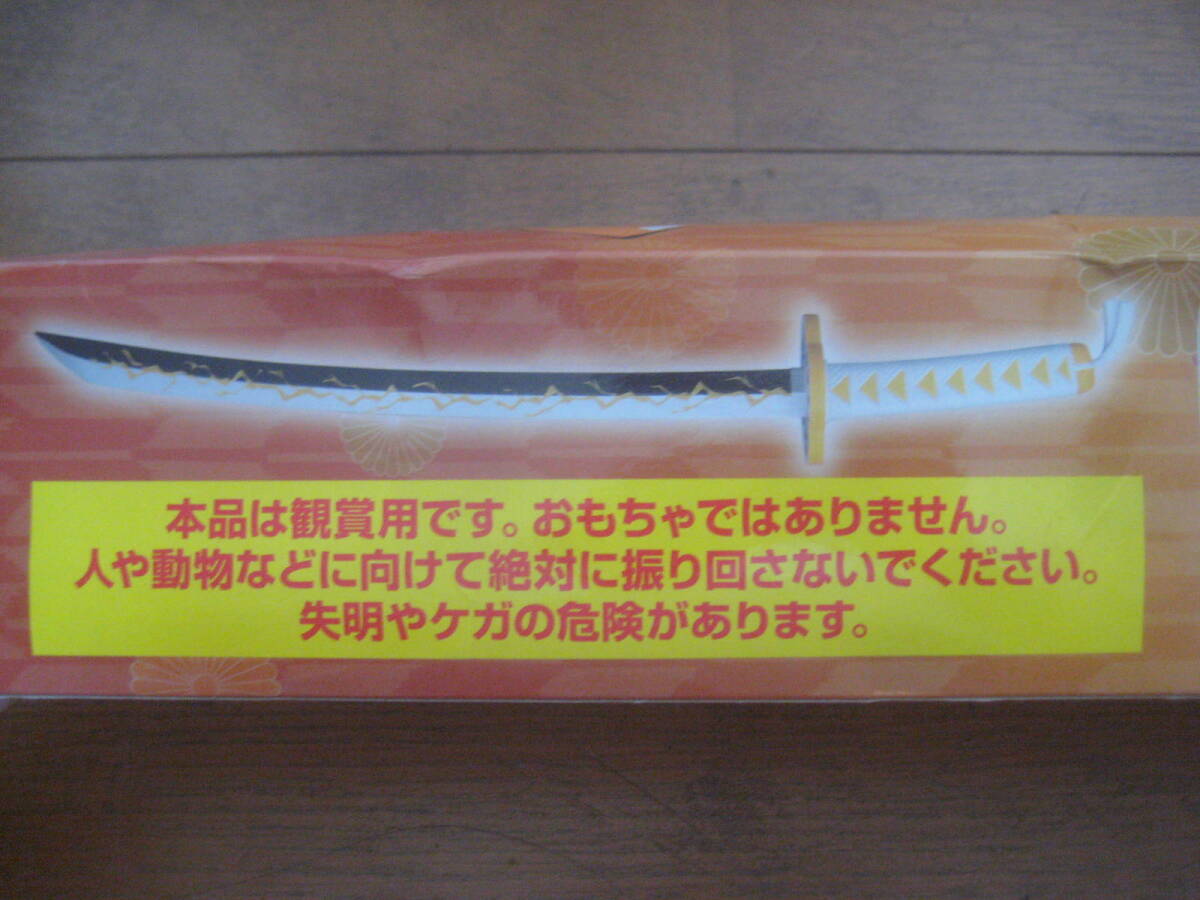 本品は観賞用です。おもちゃではありません。
人や動物などに向けて絶対に振り回さないでください。
失明やケガの危険があります。